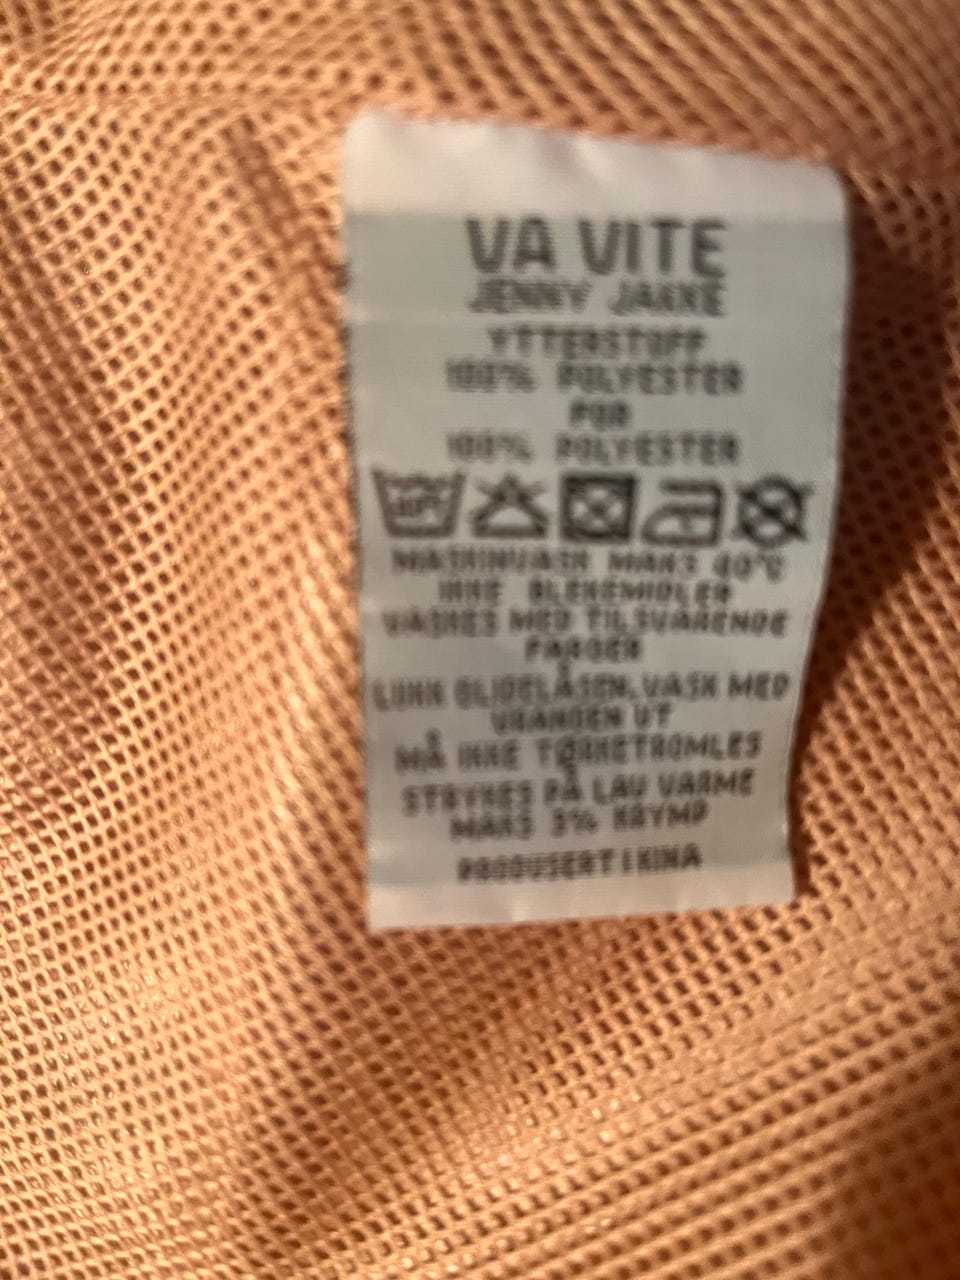 VA VITE
JENNY JAKKE
YTTERSTOFF
100% POLYESTER
FOR
100% POLYESTER
40°
MASKINVASK MAKS 40°C
IKKE BLEKEMIDLER
VASKES MED TILSVARENDE
FARGER
LUKK GLIDELÅSEN, VASK MED
VRANGEN UT
MÅ IKKE TØRKETROMLES
STRYKES PÅ LAV VARME
MAKS 3% KRYMP
PRODUSERT I KINA